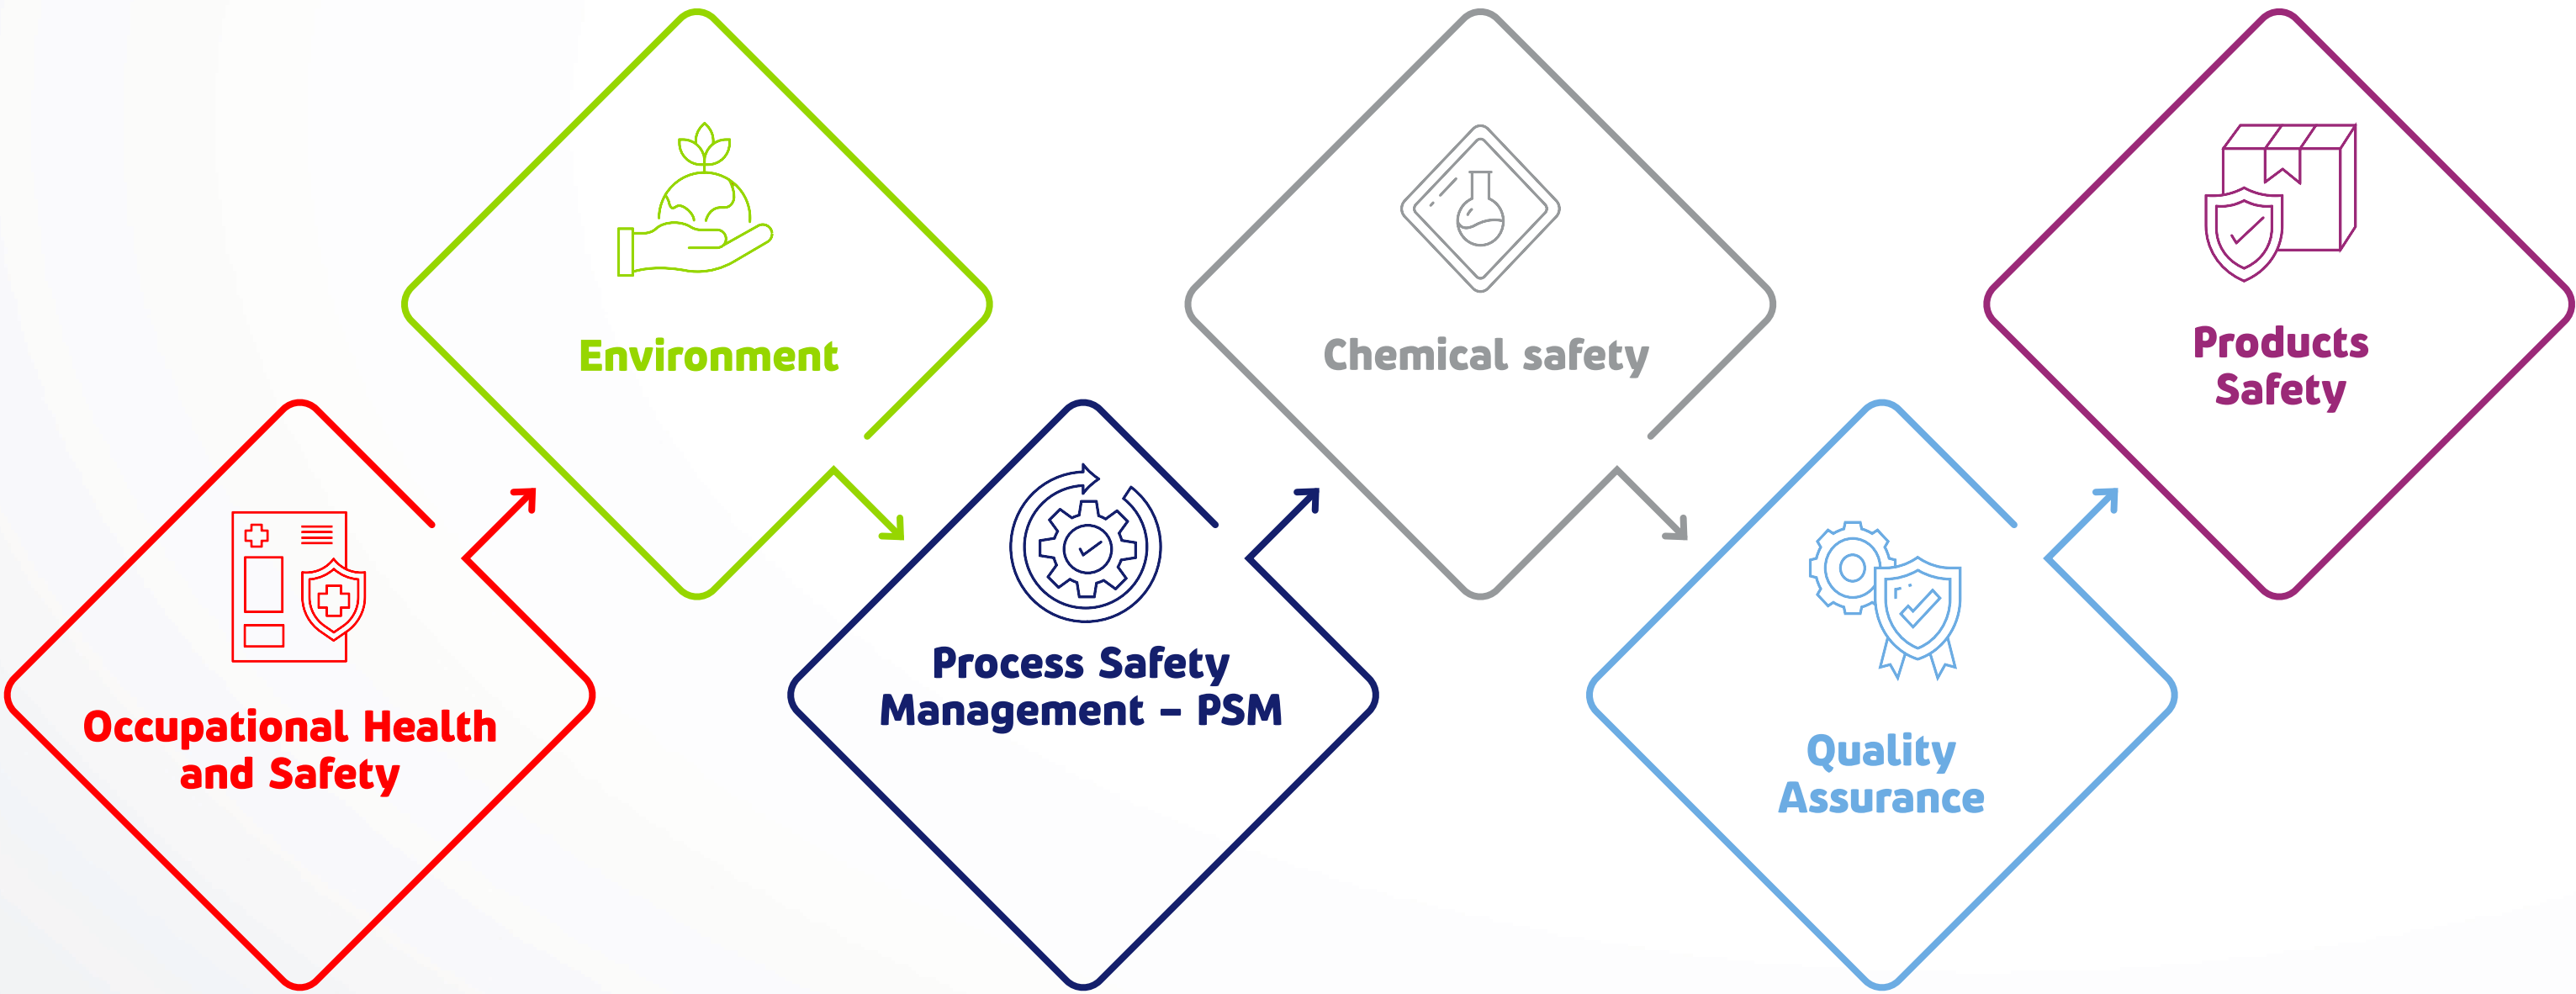 Occupational Health
and Safety
Environment
Process Safety
Management – PSM
Chemical safety
Quality
Assurance
Products
Safety